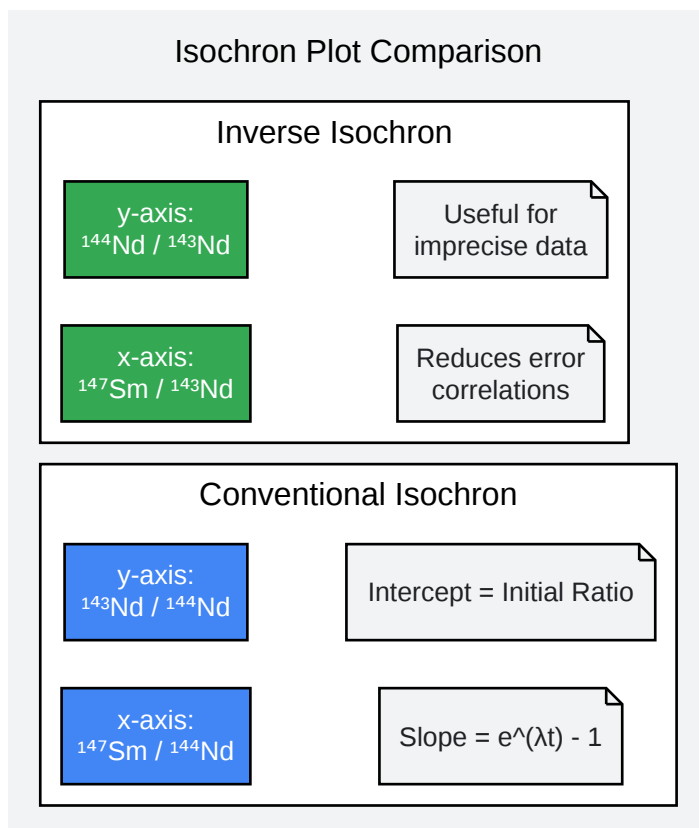 Isochron Plot Comparison
Inverse Isochron
y-axis:
¹⁴⁴Nd / ¹⁴³Nd
Useful for
imprecise data
x-axis:
¹⁴⁷Sm / ¹⁴³Nd
Reduces error
correlations
Conventional Isochron
y-axis:
¹⁴³Nd / ¹⁴⁴Nd
Intercept = Initial Ratio
x-axis:
¹⁴⁷Sm / ¹⁴⁴Nd
Slope = e^(λt) - 1